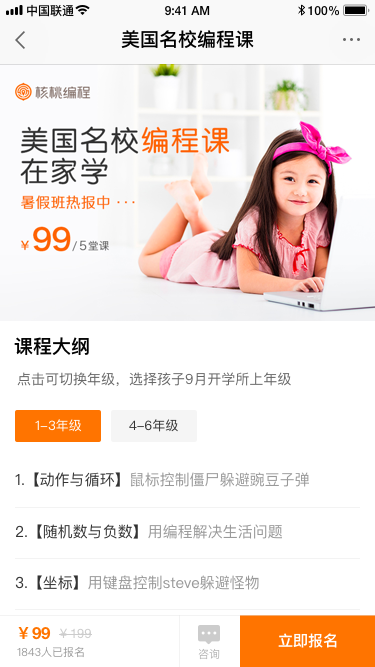 中国联通 9:41 AM 100%
美国名校编程课
核桃编程
美国名校编程课
在家学
暑假班热报中 ···
¥99/5堂课
课程大纲
点击可切换年级，选择孩子9月开学所上年级
1-3年级 4-6年级
1.【动作与循环】鼠标控制僵尸躲避豌豆子弹
2.【随机数与负数】用编程解决生活问题
3.【坐标】用键盘控制steve躲避怪物
¥99 ¥199
1843人已报名
咨询
立即报名